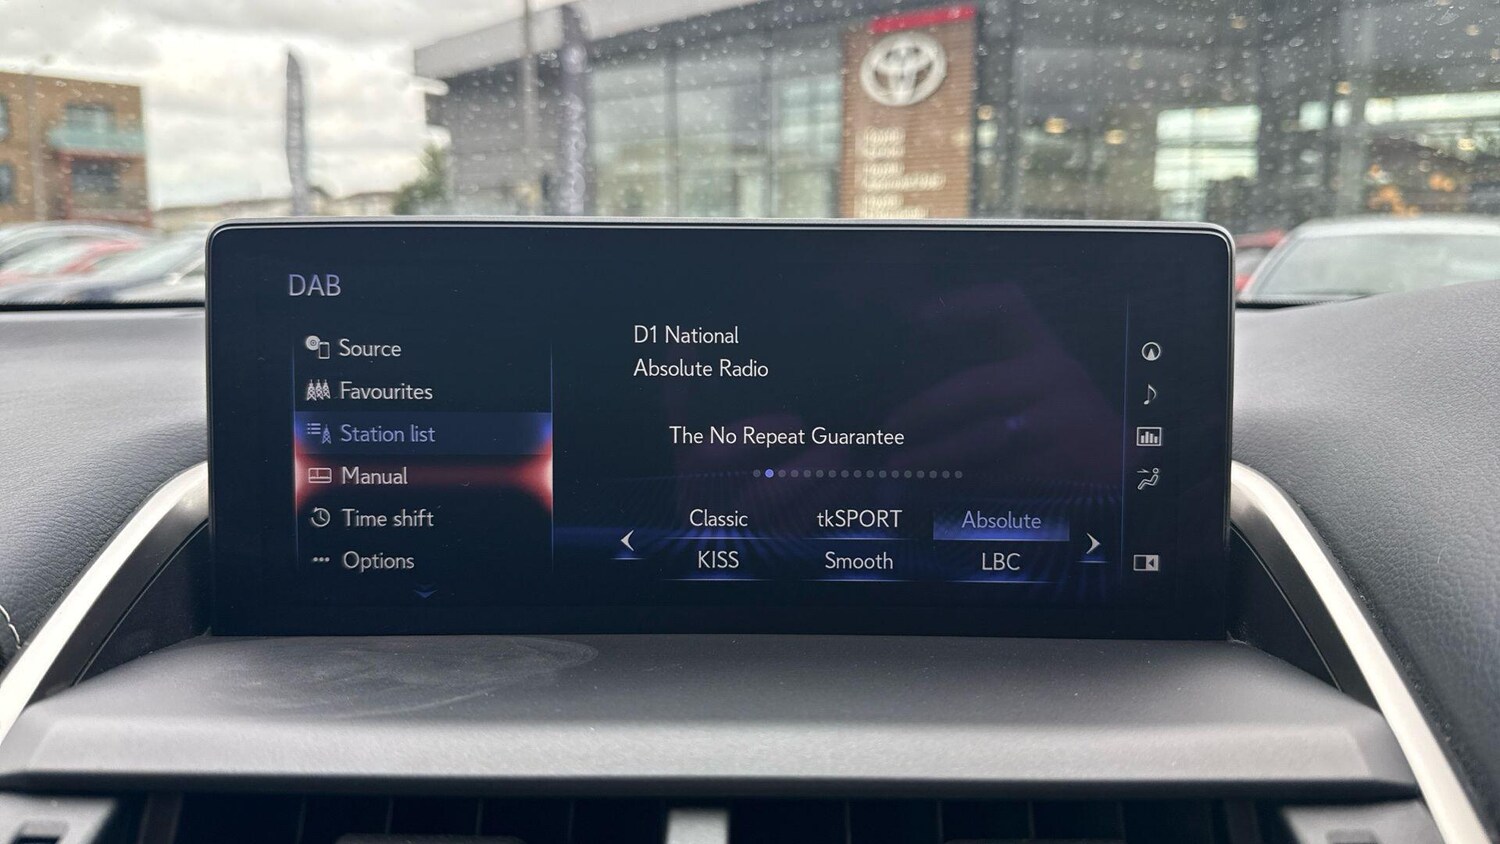 DAB
Source
Favourites
Station list
Manual
Time shift
Options
D1 National
Absolute Radio
The No Repeat Guarantee
Classic
tkSPORT
Absolute
KISS
Smooth
LBC